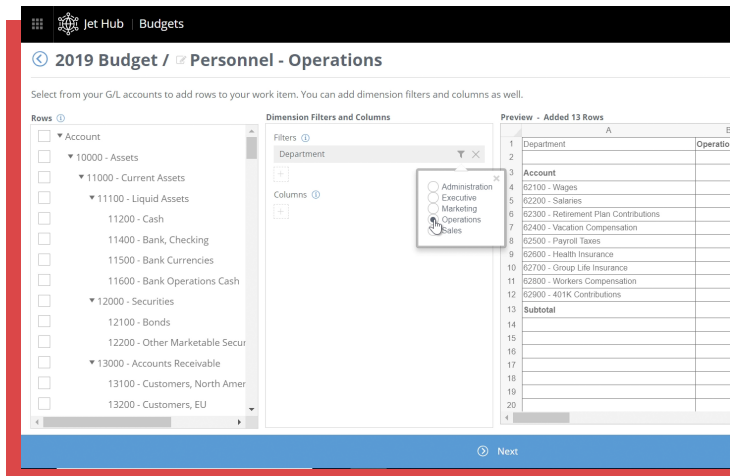 Jet Hub | Budgets
2019 Budget / Personnel - Operations
Select from your G/L accounts to add rows to your work item. You can add dimension filters and columns as well.
Rows
Account
10000 - Assets
11000 - Current Assets
11100 - Liquid Assets
11200 - Cash
11400 - Bank, Checking
11500 - Bank Currencies
11600 - Bank Operations Cash
12000 - Securities
12100 - Bonds
12200 - Other Marketable Secur
13000 - Accounts Receivable
13100 - Customers, North Amer
13200 - Customers, EU
Dimension Filters and Columns
Filters
Department
Columns
Administration
Executive
Marketing
Operations
Sales
Preview - Added 13 Rows
A
1 Department Operatio
2
3 Account
4 62100 - Wages
5 62200 - Salaries
6 62300 - Retirement Plan Contributions
7 62400 - Vacation Compensation
8 62500 - Payroll Taxes
9 62600 - Health Insurance
10 62700 - Group Life Insurance
11 62800 - Workers Compensation
12 62900 - 401K Contributions
13 Subtotal
14
15
16
17
18
19
20
Next